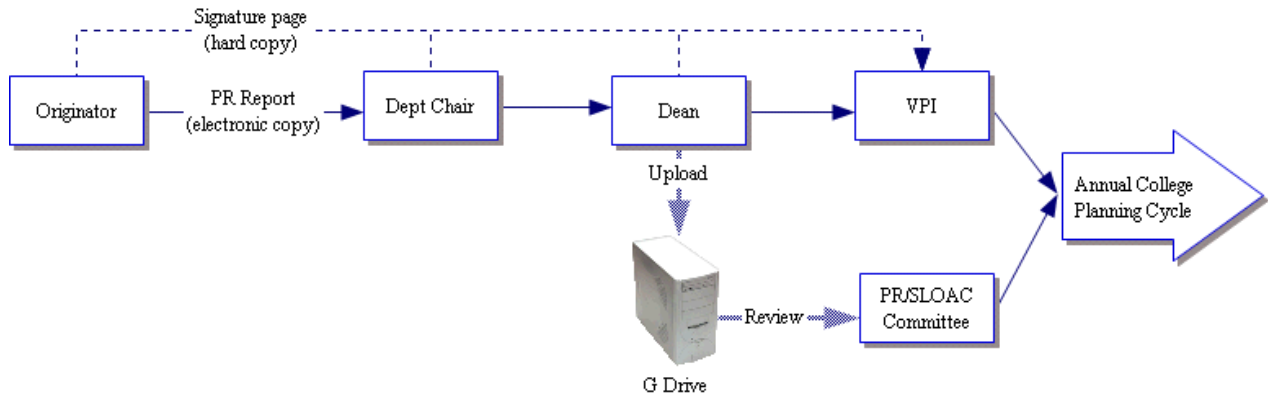 Signature page
(hard copy)
Originator
PR Report
(electronic copy)
Dept Chair
Dean
VPI
Upload
Annual College
Planning Cycle
Review
PR/SLOAC
Committee
G Drive